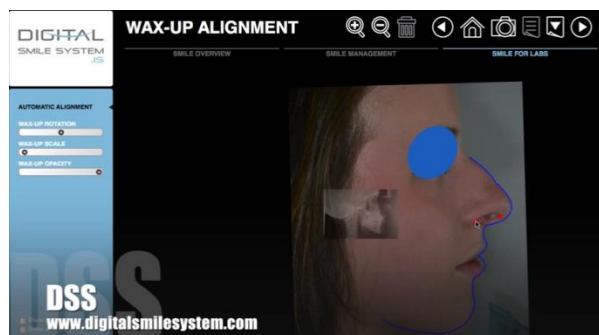 DIGITAL
SMILE SYSTEM
.IS
WAX-UP ALIGNMENT
SMILE OVERVIEW
SMILE MANAGEMENT
SMILE FOR LABS
AUTOMATIC ALIGNMENT
WAX-UP ROTATION
WAX-UP SCALE
WAX-UP OPACITY
DSS
DSS
www.digitalsmilesystem.com